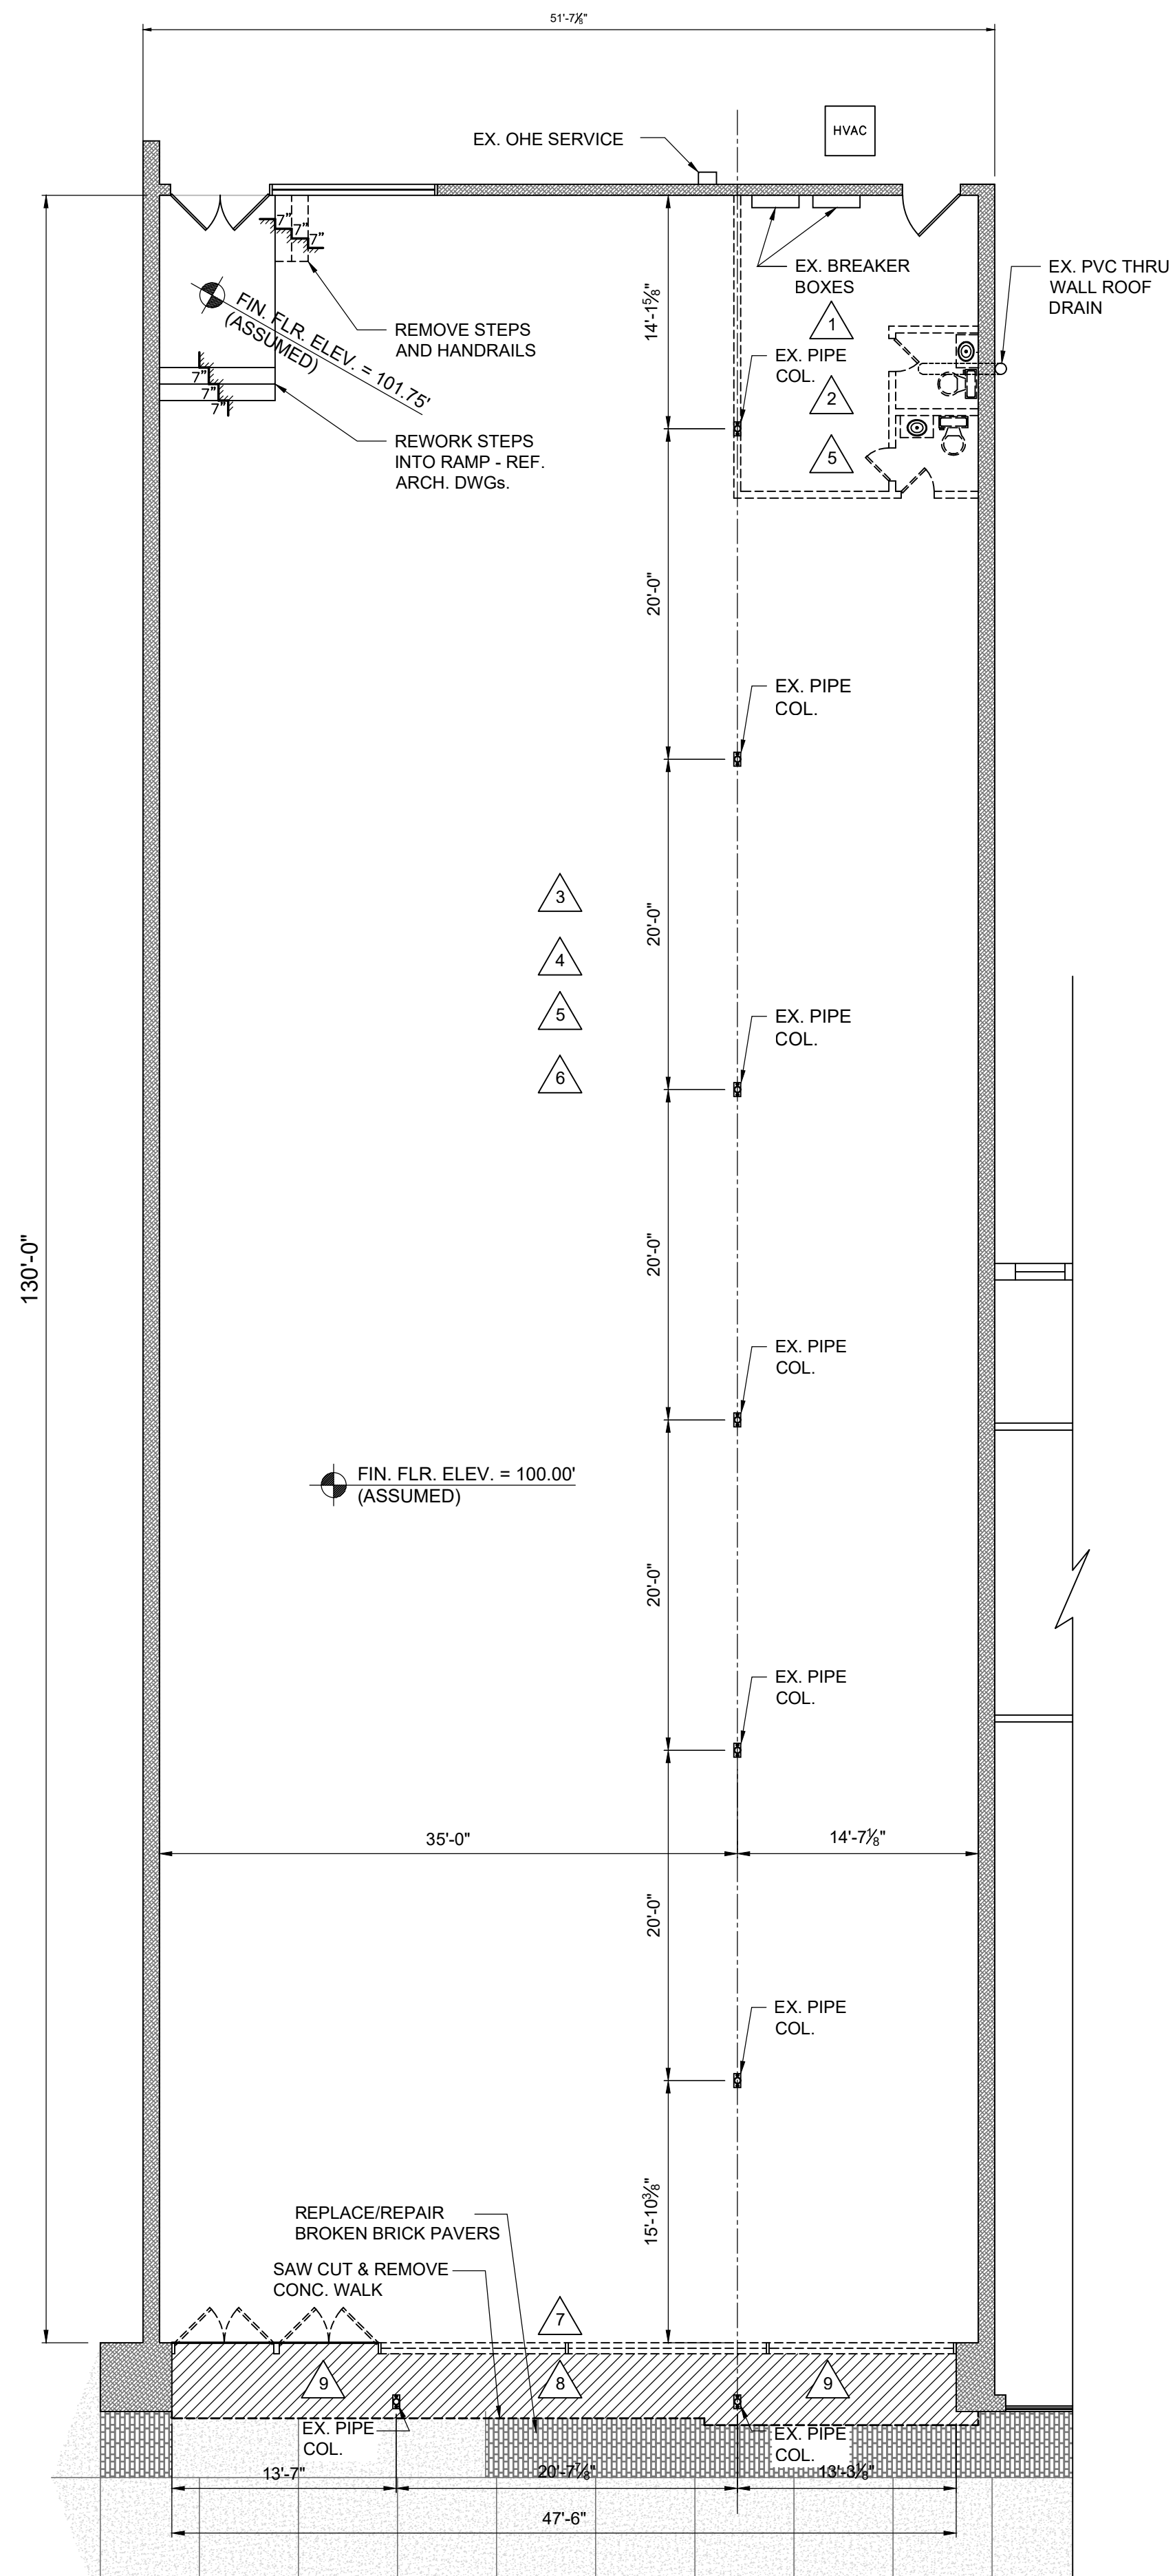 51'-7⅛"
HVAC
EX. OHE SERVICE
EX. BREAKER
BOXES
EX. PVC THRU
WALL ROOF
DRAIN
7"
7"
7"
FIN. FLR. ELEV. = 101.75'
(ASSUMED)
REMOVE STEPS
AND HANDRAILS
14'-1⅝"
1
EX. PIPE
COL.
2
7"
7"
7"
REWORK STEPS
INTO RAMP - REF.
ARCH. DWGs.
5
20'-0"
EX. PIPE
COL.
3
20'-0"
4
5
EX. PIPE
COL.
6
130'-0"
20'-0"
EX. PIPE
COL.
FIN. FLR. ELEV. = 100.00'
(ASSUMED)
20'-0"
EX. PIPE
COL.
35'-0"
14'-7⅛"
20'-0"
EX. PIPE
COL.
15'-10⅜"
REPLACE/REPAIR
BROKEN BRICK PAVERS
SAW CUT & REMOVE
CONC. WALK
7
9
8
9
EX. PIPE
COL.
EX. PIPE
COL.
13'-7"
20'-7⅞"
13'-3⅛"
47'-6"